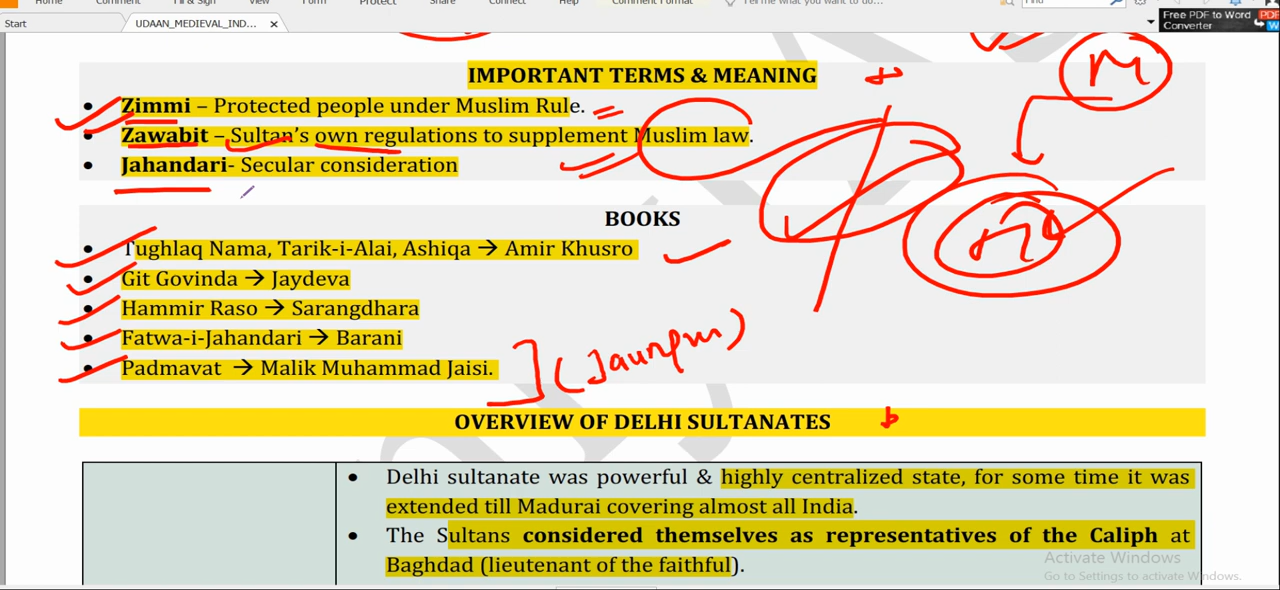 Home Comment Fill & Sign View Form Protect Share Connect Help Comment Format Tell me what you want to do... Find
Start UDAAN_MEDIEVAL_IND... ×
Free PDF to Word
Converter
IMPORTANT TERMS & MEANING
• Zimmi – Protected people under Muslim Rule.
• Zawabit – Sultan's own regulations to supplement Muslim law.
• Jahandari- Secular consideration
BOOKS
• Tughlaq Nama, Tarik-i-Alai, Ashiqa → Amir Khusro
• Git Govinda → Jaydeva
• Hammir Raso → Sarangdhara
• Fatwa-i-Jahandari → Barani
• Padmavat → Malik Muhammad Jaisi.
(Jaunpur)
OVERVIEW OF DELHI SULTANATES
• Delhi sultanate was powerful & highly centralized state, for some time it was
extended till Madurai covering almost all India.
• The Sultans considered themselves as representatives of the Caliph at
Baghdad (lieutenant of the faithful).
Activate Windows
Go to Settings to activate Windows.